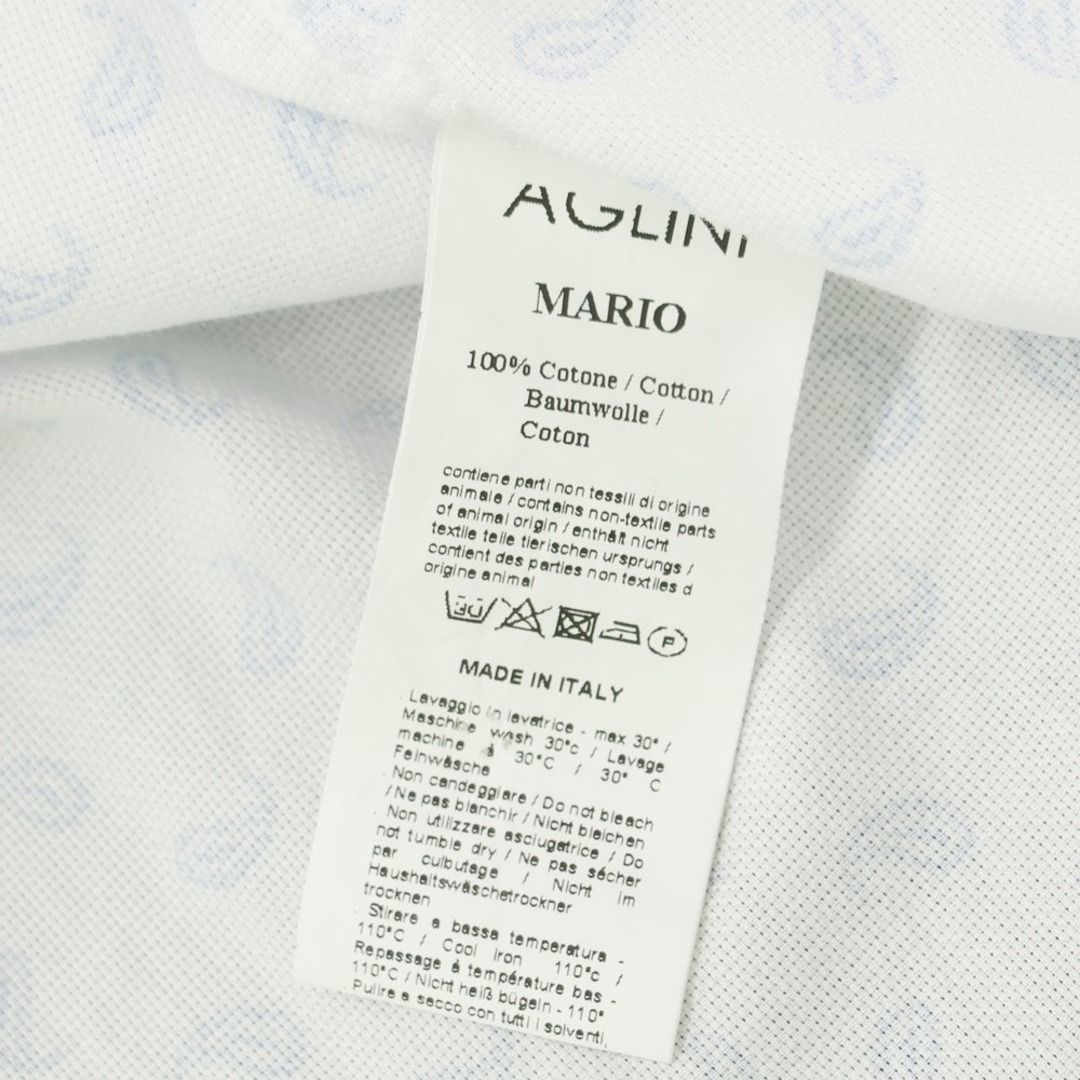 AGLINI
MARIO
100% Cotone / Cotton /
Baumwolle /
Coton
contiene parti non tessili di origine
animale / contains non-textile parts
of animal origin / enthält nicht
textile teile tierischen ursprungs /
contient des parties non textiles d
origine animal
30 P
MADE IN ITALY
. Lavaggio in lavatrice - max 30° /
Maschine wash 30°c / Lavage
machine à 30°C / 30° C
Feinwäsche
. Non candeggiare / Do not bleach
/ Ne pas blanchir / Nicht bleichen
. Non utilizzare asciugatrice / Do
not tumble dry / Ne pas sécher
par culbutage / Nicht im
Haushaltswäschetrockner
trocknen
. Stirare a bassa temperatura -
110°C / Cool iron 110°c /
Repassage à température bas -
110°C / Nicht heiß bügeln - 110°
Pulire a secco con tutti i solventi,